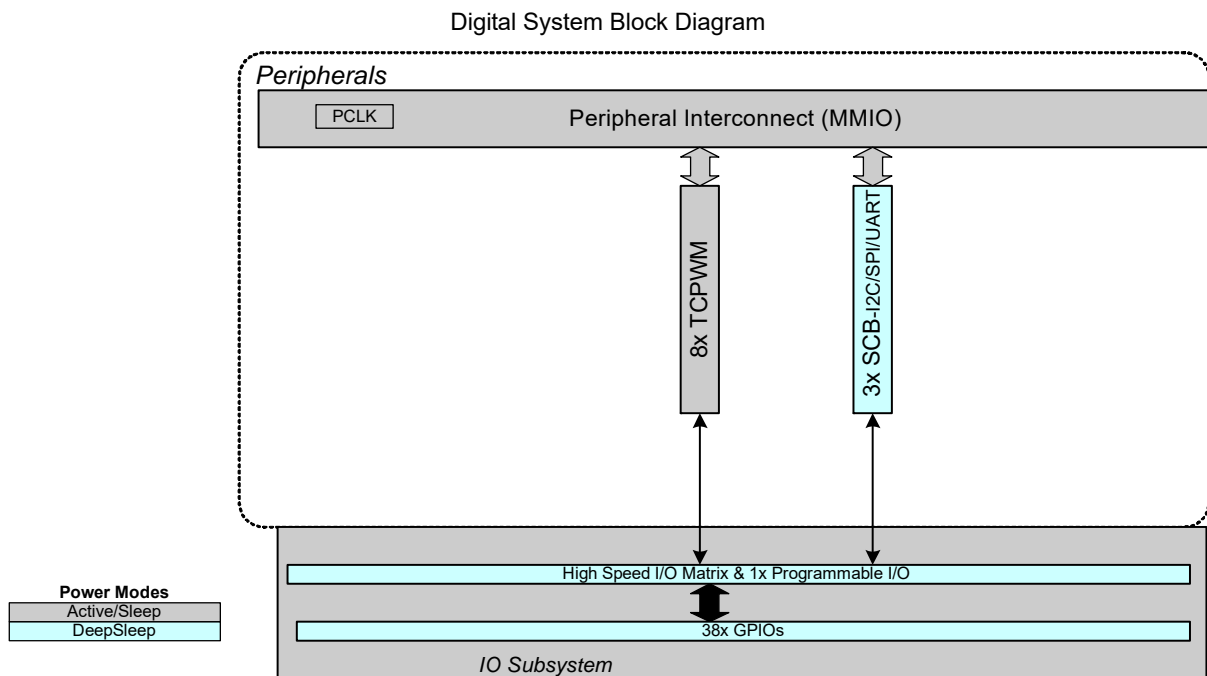 Digital System Block Diagram
Peripherals
PCLK
Peripheral Interconnect (MMIO)
8x TCPWM
3x SCB-I2C/SPI/UART
High Speed I/O Matrix & 1x Programmable I/O
Power Modes
Active/Sleep
DeepSleep
38x GPIOs
IO Subsystem